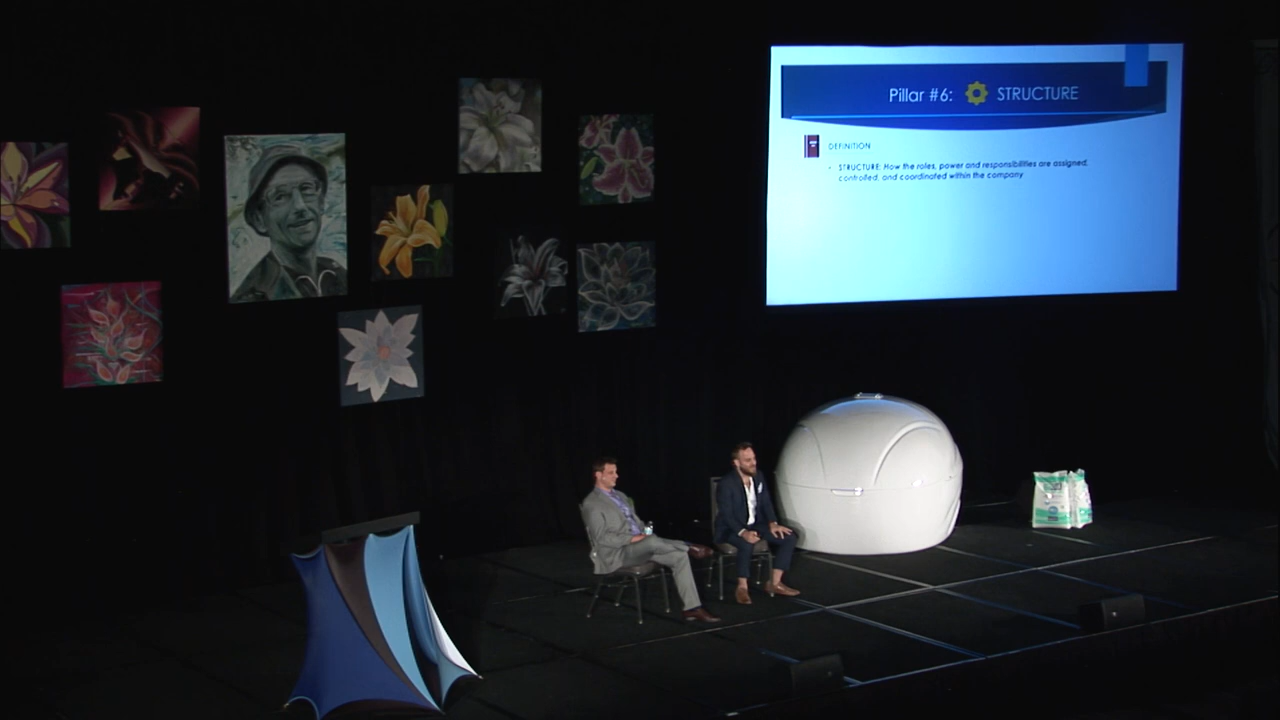 Pillar #6: STRUCTURE
DEFINITION
• STRUCTURE: How the roles, power and responsibilities are assigned,
controlled, and coordinated within the company